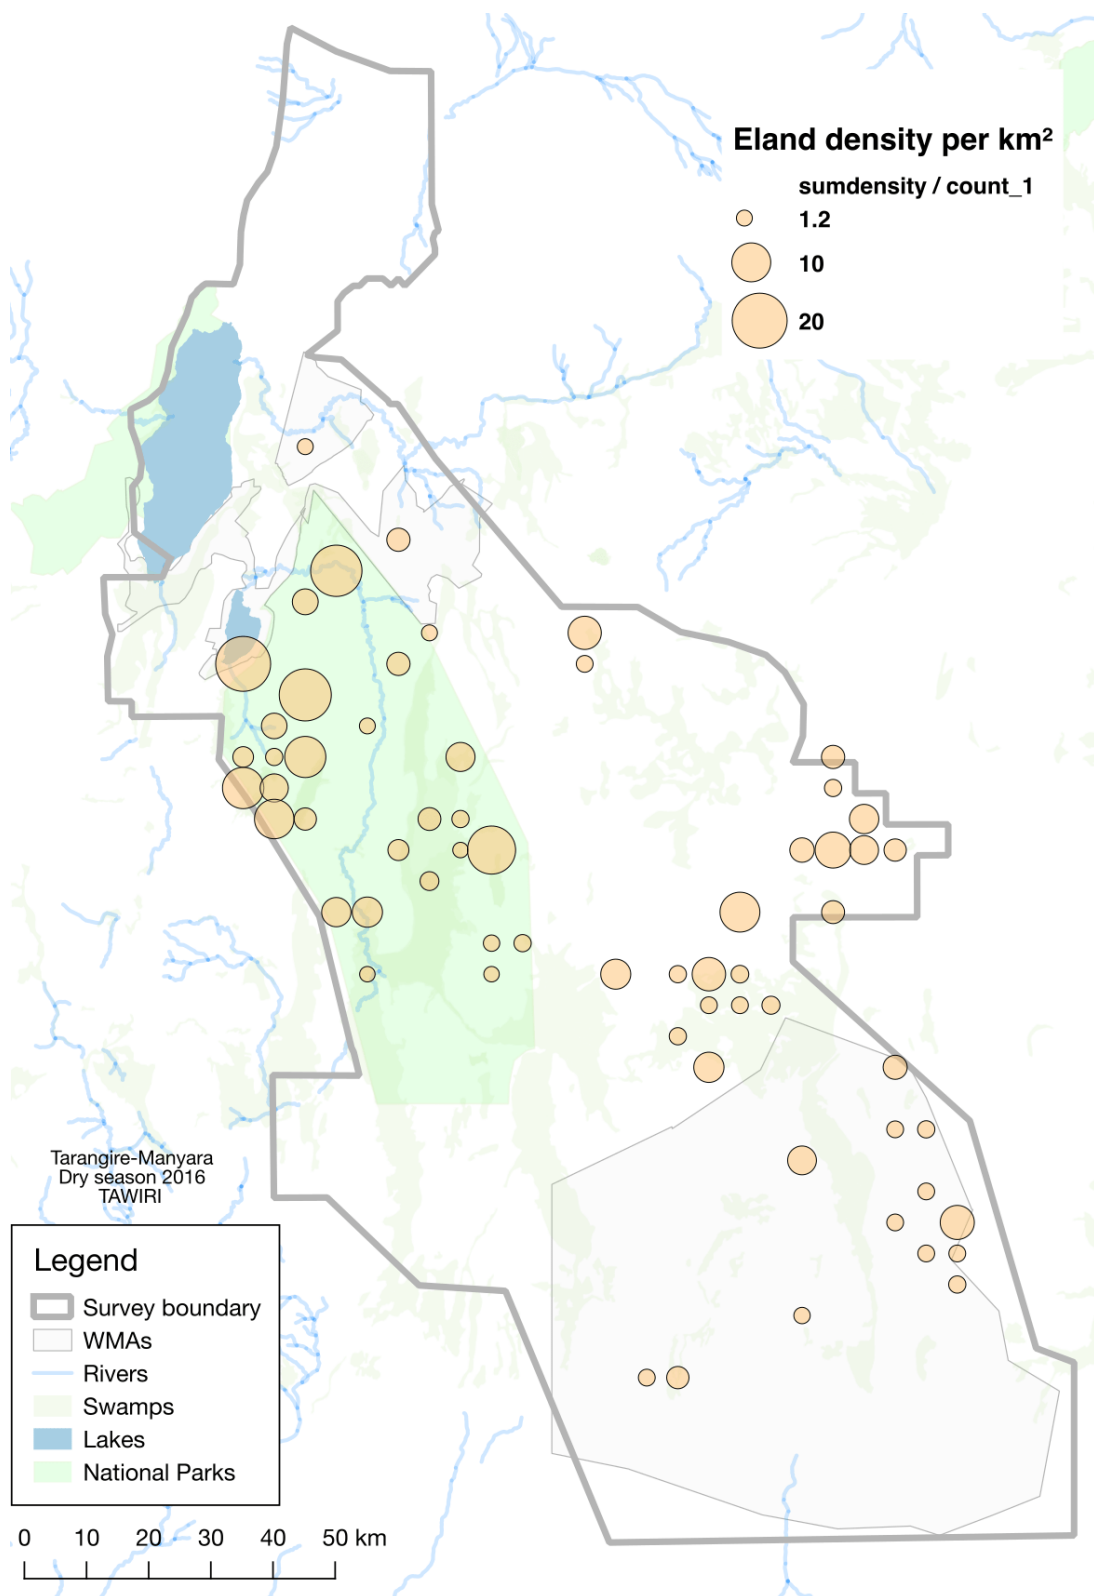 Eland density per km²
sumdensity / count_1
1.2
10
20
Tarangire-Manyara
Dry season 2016
TAWIRI
Legend
Survey boundary
WMAs
Rivers
Swamps
Lakes
National Parks
0 10 20 30 40 50 km